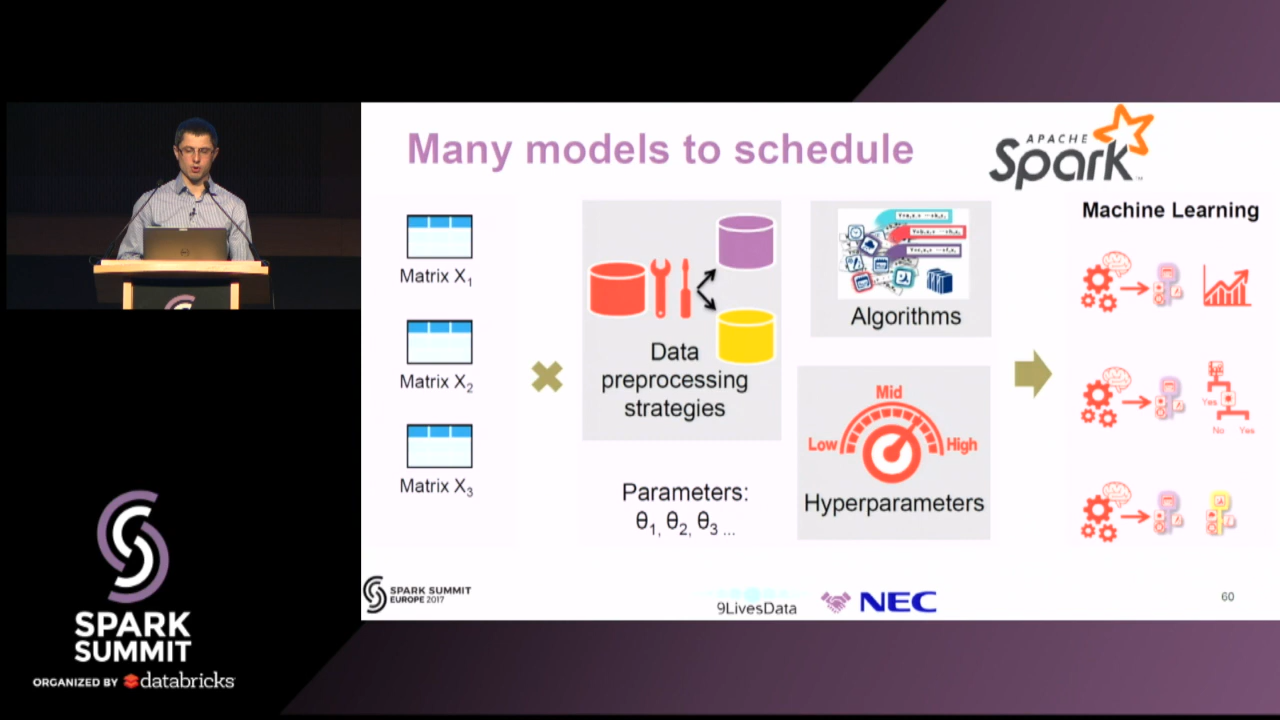 Many models to schedule
APACHE
Spark
TM
Machine Learning
Matrix X1
Matrix X2
Matrix X3
Data
preprocessing
strategies
Parameters:
θ1, θ2, θ3 ...
Algorithms
Low
Mid
High
Hyperparameters
Yes
No
Yes
SPARK SUMMIT
EUROPE 2017
9LivesData
NEC
60
SPARK
SUMMIT
ORGANIZED BY databricks